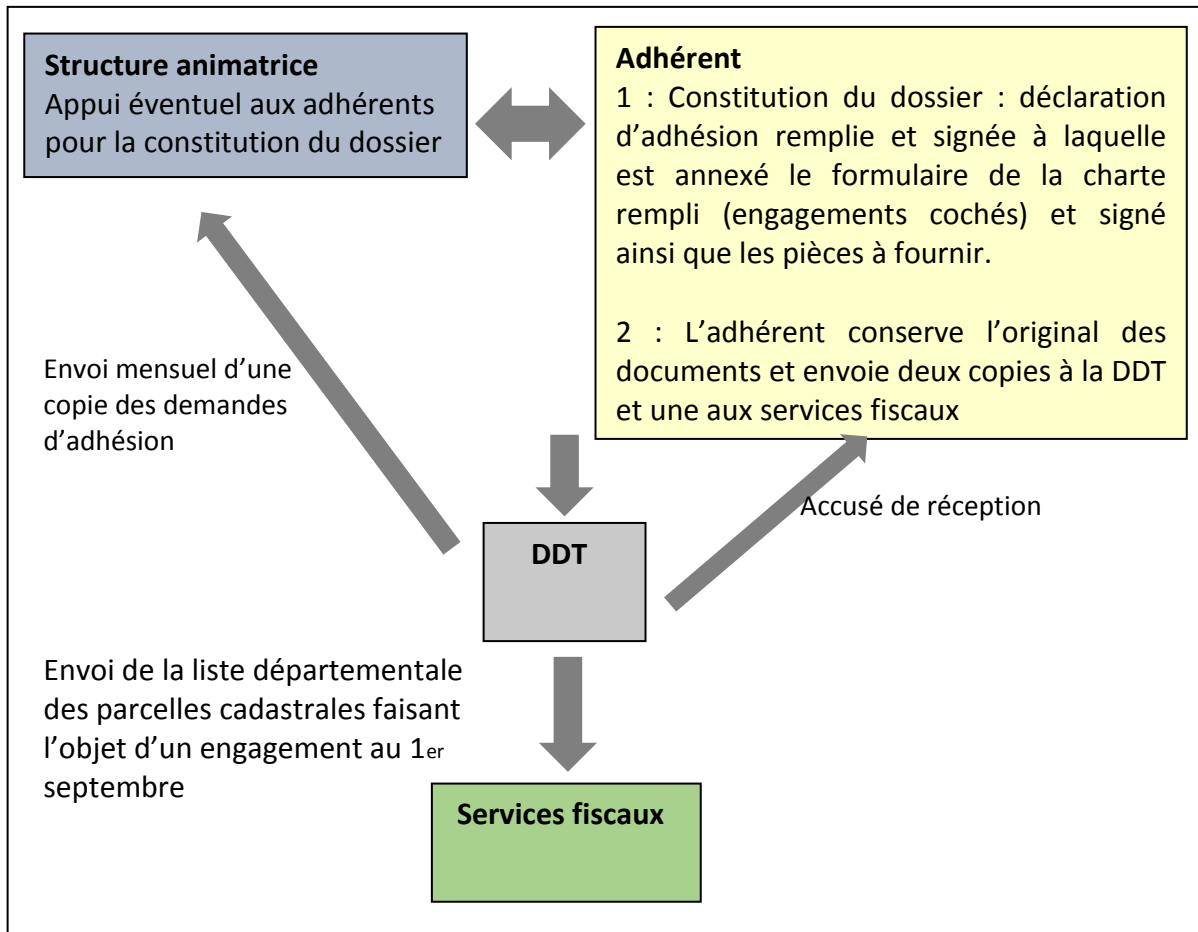 Structure animatrice
Appui éventuel aux adhérents
pour la constitution du dossier
Adhérent
1 : Constitution du dossier : déclaration
d’adhésion remplie et signée à laquelle
est annexé le formulaire de la charte
rempli (engagements cochés) et signé
ainsi que les pièces à fournir.
2 : L’adhérent conserve l’original des
documents et envoie deux copies à la DDT
et une aux services fiscaux
Envoi mensuel d’une
copie des demandes
d’adhésion
Accusé de réception
DDT
Envoi de la liste départementale
des parcelles cadastrales faisant
l’objet d’un engagement au 1er
septembre
Services fiscaux